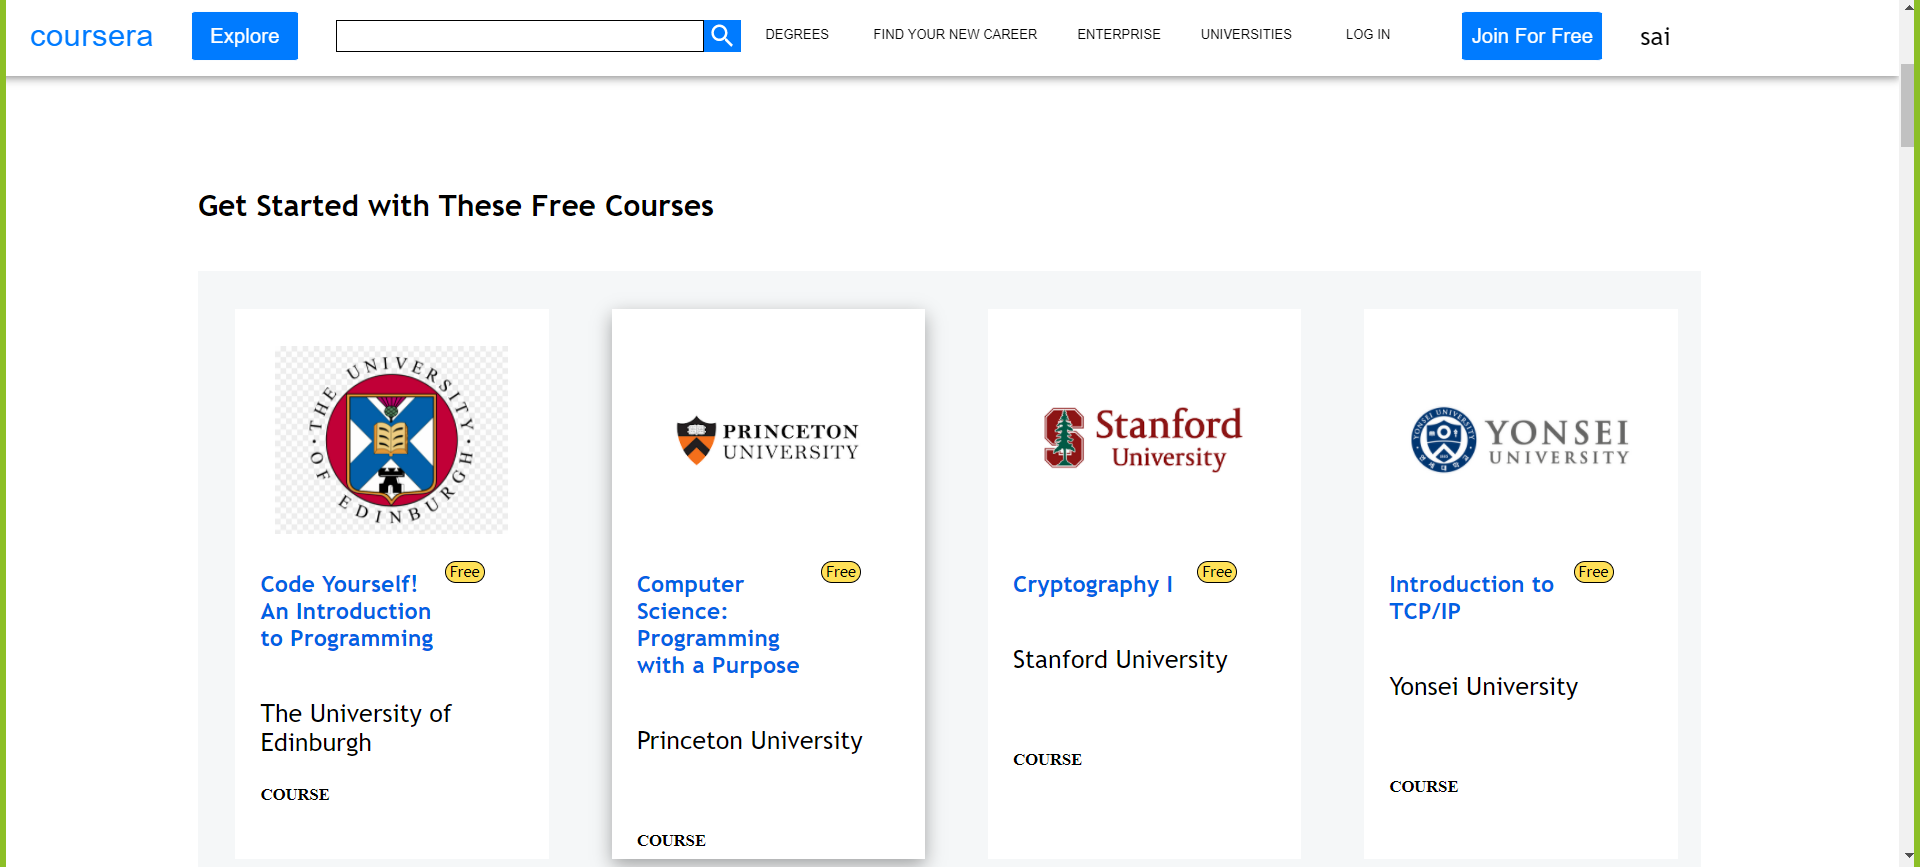 coursera
Explore
DEGREES
FIND YOUR NEW CAREER
ENTERPRISE
UNIVERSITIES
LOG IN
Join For Free
sai
Get Started with These Free Courses
THE UNIVERSITY OF EDINBURGH
Free
Code Yourself!
An Introduction
to Programming
The University of
Edinburgh
COURSE
PRINCETON
UNIVERSITY
Free
Computer
Science:
Programming
with a Purpose
Princeton University
COURSE
Stanford
University
Free
Cryptography I
Stanford University
COURSE
YONSEI
UNIVERSITY
Free
Introduction to
TCP/IP
Yonsei University
COURSE